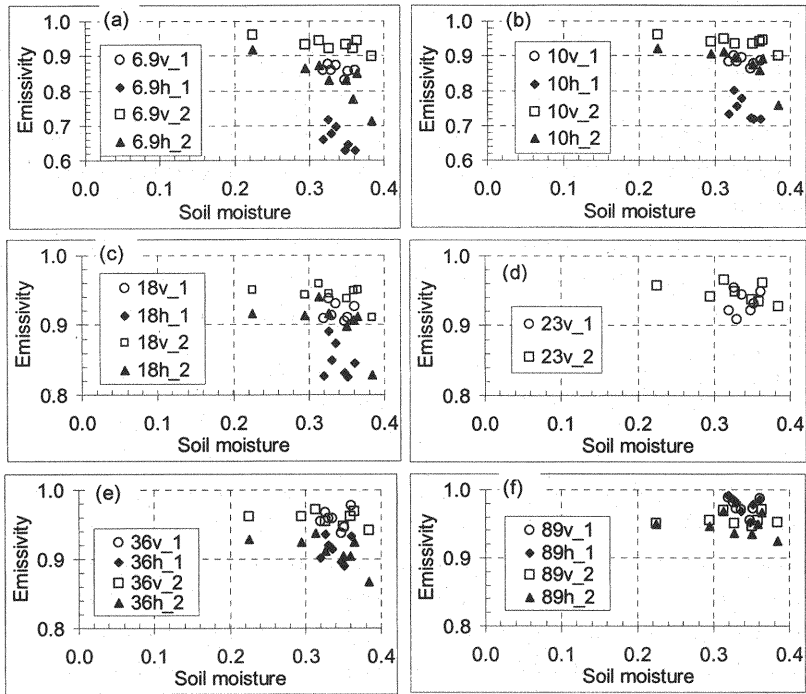 (a)
1.0
0.9
0.8
0.7
0.6
Emissivity
6.9v_1
6.9h_1
6.9v_2
6.9h_2
0.0 0.1 0.2 0.3 0.4
Soil moisture
(b)
1.0
0.9
0.8
0.7
0.6
Emissivity
10v_1
10h_1
10v_2
10h_2
0.0 0.1 0.2 0.3 0.4
Soil moisture
(c)
1.0
0.9
0.8
Emissivity
18v_1
18h_1
18v_2
18h_2
0.0 0.1 0.2 0.3 0.4
Soil moisture
(d)
1.0
0.9
0.8
Emissivity
23v_1
23v_2
0.0 0.1 0.2 0.3 0.4
Soil moisture
(e)
1.0
0.9
0.8
Emissivity
36v_1
36h_1
36v_2
36h_2
0.0 0.1 0.2 0.3 0.4
Soil moisture
(f)
1.0
0.9
0.8
Emissivity
89v_1
89h_1
89v_2
89h_2
0.0 0.1 0.2 0.3 0.4
Soil moisture